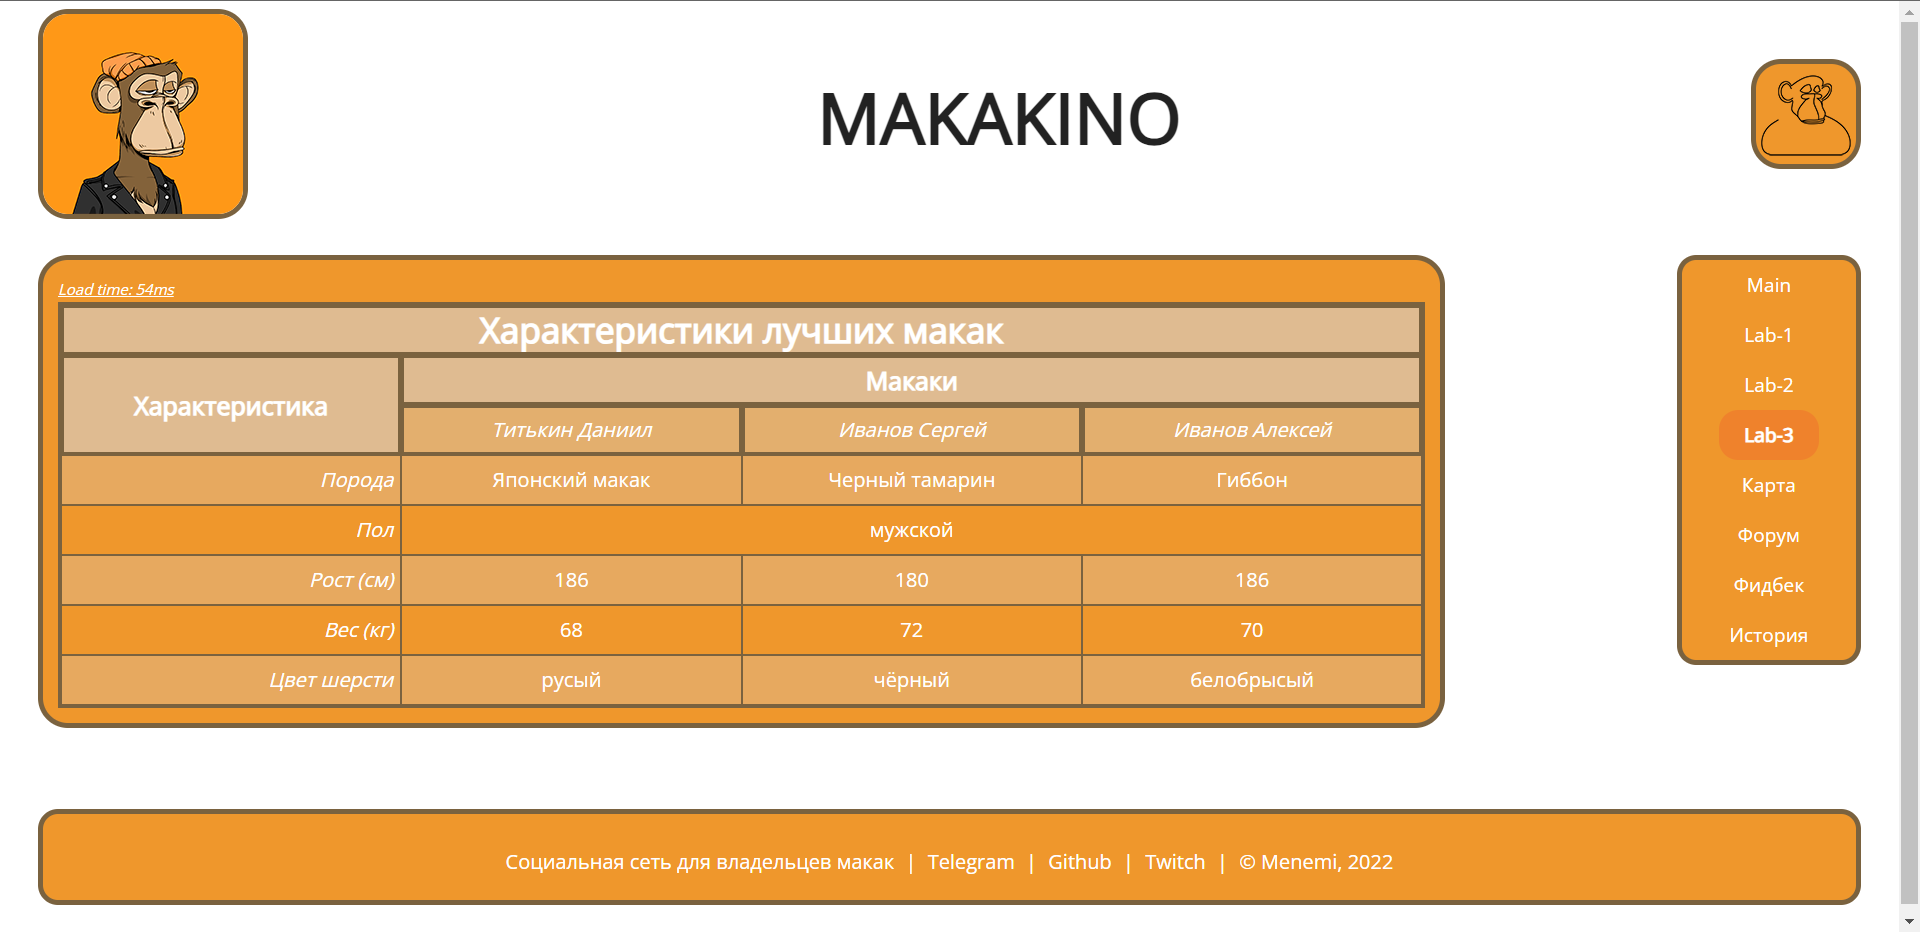 MAKAKINO
Load time: 54ms
Характеристики лучших макак
Характеристика
Макаки
Титькин Даниил Иванов Сергей Иванов Алексей
Порода Японский макак Черный тамарин Гиббон
Пол мужской
Рост (см) 186 180 186
Вес (кг) 68 72 70
Цвет шерсти русый чёрный белобрысый
Main
Lab-1
Lab-2
Lab-3
Карта
Форум
Фидбек
История
Социальная сеть для владельцев макак | Telegram | Github | Twitch | © Menemi, 2022